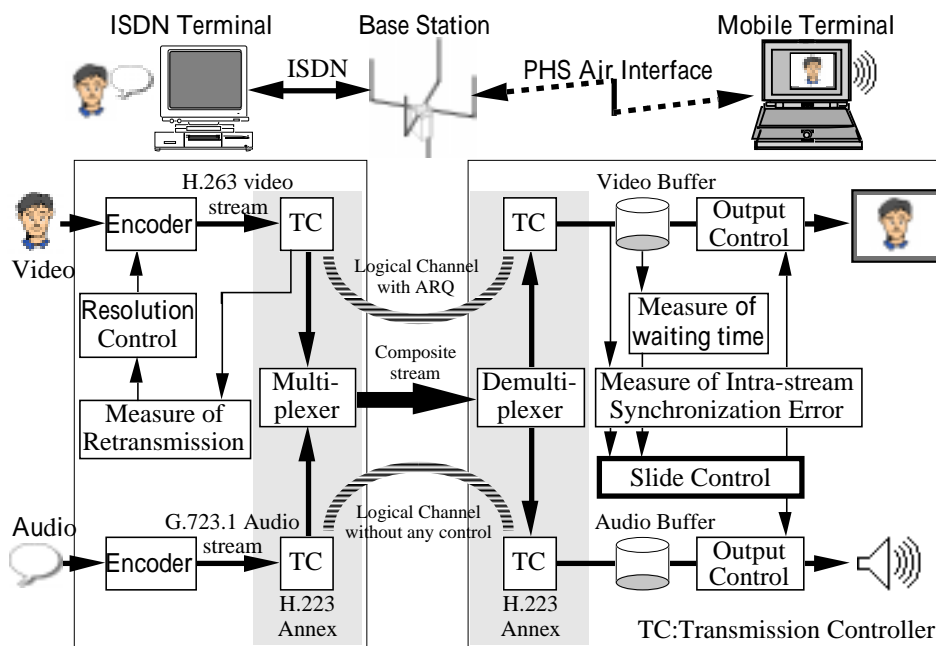 ISDN Terminal
Base Station
Mobile Terminal
ISDN
PHS Air Interface
H.263 video
stream
Video Buffer
Encoder
TC
TC
Output
Control
Video
Logical Channel
with ARQ
Resolution
Control
Measure of
waiting time
Composite
stream
Multi-
plexer
Demulti-
plexer
Measure of Intra-stream
Synchronization Error
Measure of
Retransmission
Slide Control
Audio
G.723.1 Audio
stream
Logical Channel
without any control
Audio Buffer
Encoder
TC
TC
Output
Control
H.223
Annex
H.223
Annex
TC:Transmission Controller